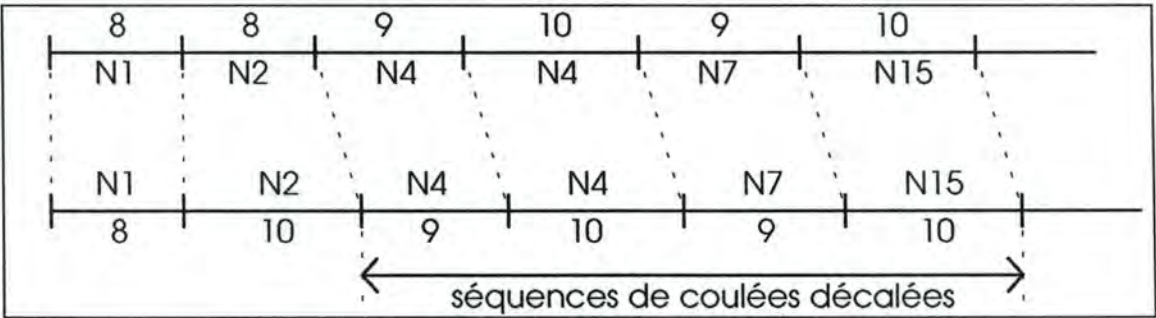 8 8 9 10 9 10
N1 N2 N4 N4 N7 N15
N1 N2 N4 N4 N7 N15
8 10 9 10 9 10
séquences de coulées décalées